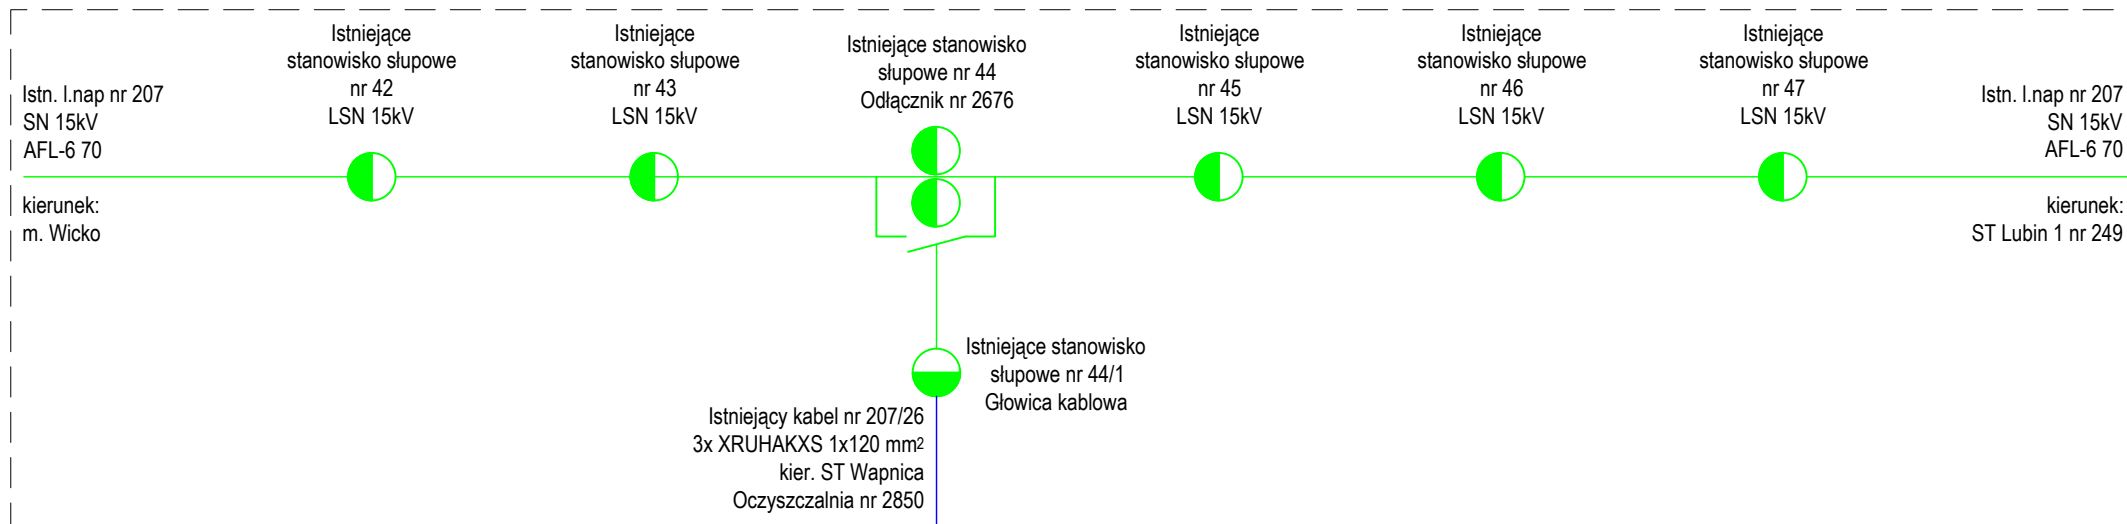 Istn. l.nap nr 207
SN 15kV
AFL-6 70
kierunek:
m. Wicko
Istniejące
stanowisko słupowe
nr 42
LSN 15kV
Istniejące
stanowisko słupowe
nr 43
LSN 15kV
Istniejące stanowisko
słupowe nr 44
Odłącznik nr 2676
Istniejące
stanowisko słupowe
nr 45
LSN 15kV
Istniejące
stanowisko słupowe
nr 46
LSN 15kV
Istniejące
stanowisko słupowe
nr 47
LSN 15kV
Istn. l.nap nr 207
SN 15kV
AFL-6 70
kierunek:
ST Lubin 1 nr 249
Istniejące stanowisko
słupowe nr 44/1
Głowica kablowa
Istniejący kabel nr 207/26
3x XRUHAKXS 1x120 mm²
kier. ST Wapnica
Oczyszczalnia nr 2850